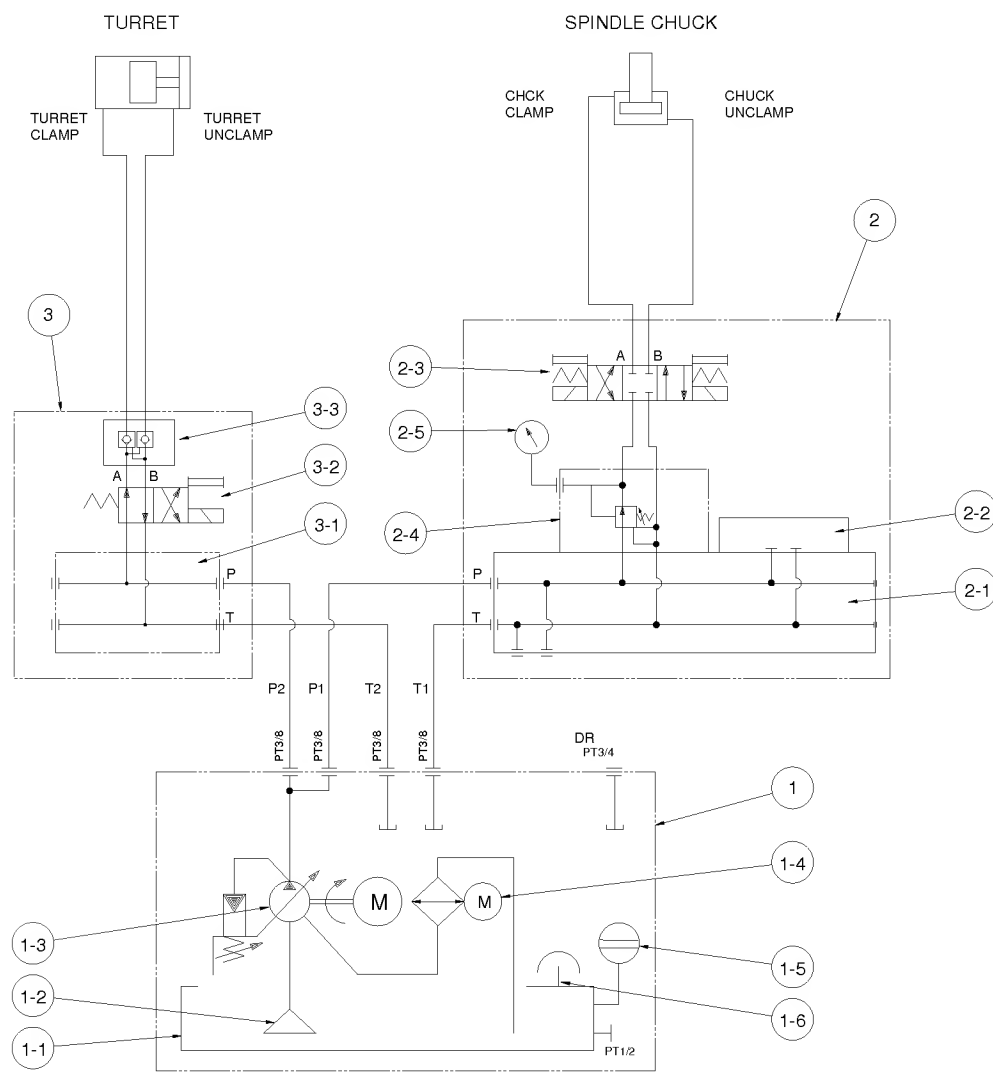 TURRET
SPINDLE CHUCK
TURRET
CLAMP
TURRET
UNCLAMP
CHCK
CLAMP
CHUCK
UNCLAMP
2
3
2-3
A
B
3-3
2-5
3-2
A
B
2-4
2-2
3-1
2-1
P
T
P
T
P2
P1
T2
T1
PT3/8
PT3/8
PT3/8
PT3/8
DR
PT3/4
1
1-4
M
M
1-3
1-5
1-2
1-6
1-1
PT1/2